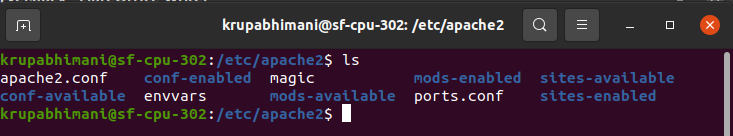 krupabhimani@sf-cpu-302: /etc/apache2
krupabhimani@sf-cpu-302:/etc/apache2$ ls
apache2.conf conf-enabled magic mods-enabled sites-available
conf-available envvars mods-available ports.conf sites-enabled
krupabhimani@sf-cpu-302:/etc/apache2$